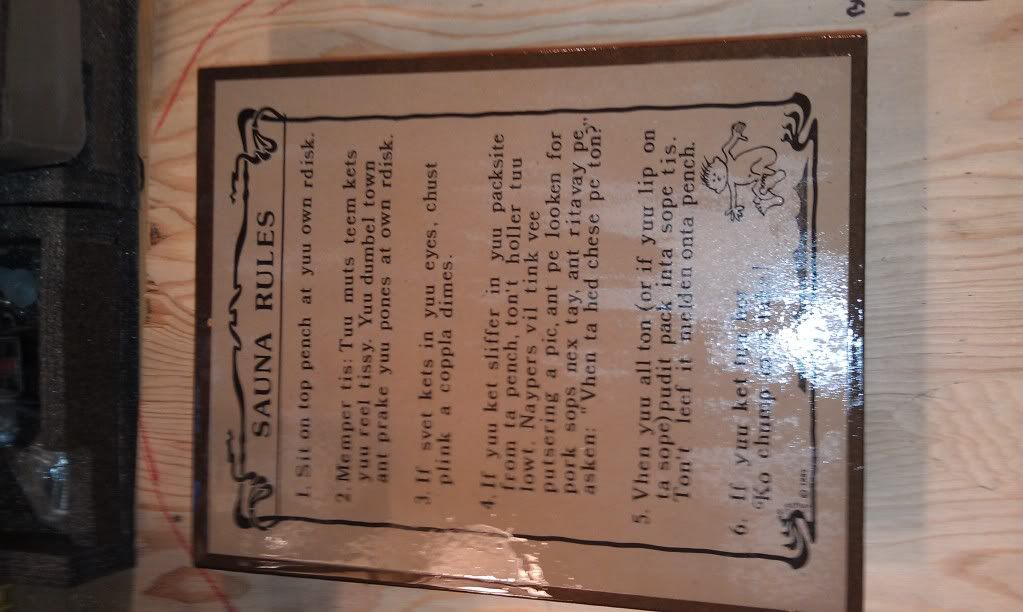 SAUNA RULES
1. Sit on top pench at yuu own rdisk.
2. Memper tis: Tuu muts teem kets
yuu reel tissy. Yuu dumbel town
ant prake yuu pones at own rdisk.
3. If svet kets in yuu eyes, chust
plink a coppla dimes.
4. If yuu ket sliffer in yuu packsite
from ta pench, ton't holler tuu
lowt. Naypers vil tink vee
putsering a pic, ant pe looken for
pork sops nex tay, ant ritavay pe
asken: "Vhen ta hed chese pe ton?"
5. Vhen yuu all ton (or if yuu lip on
ta sope) pudit pack inta sope tis.
Ton't leef it melden onta pench.
6. If yuu ket
"Ko chump
© 1983